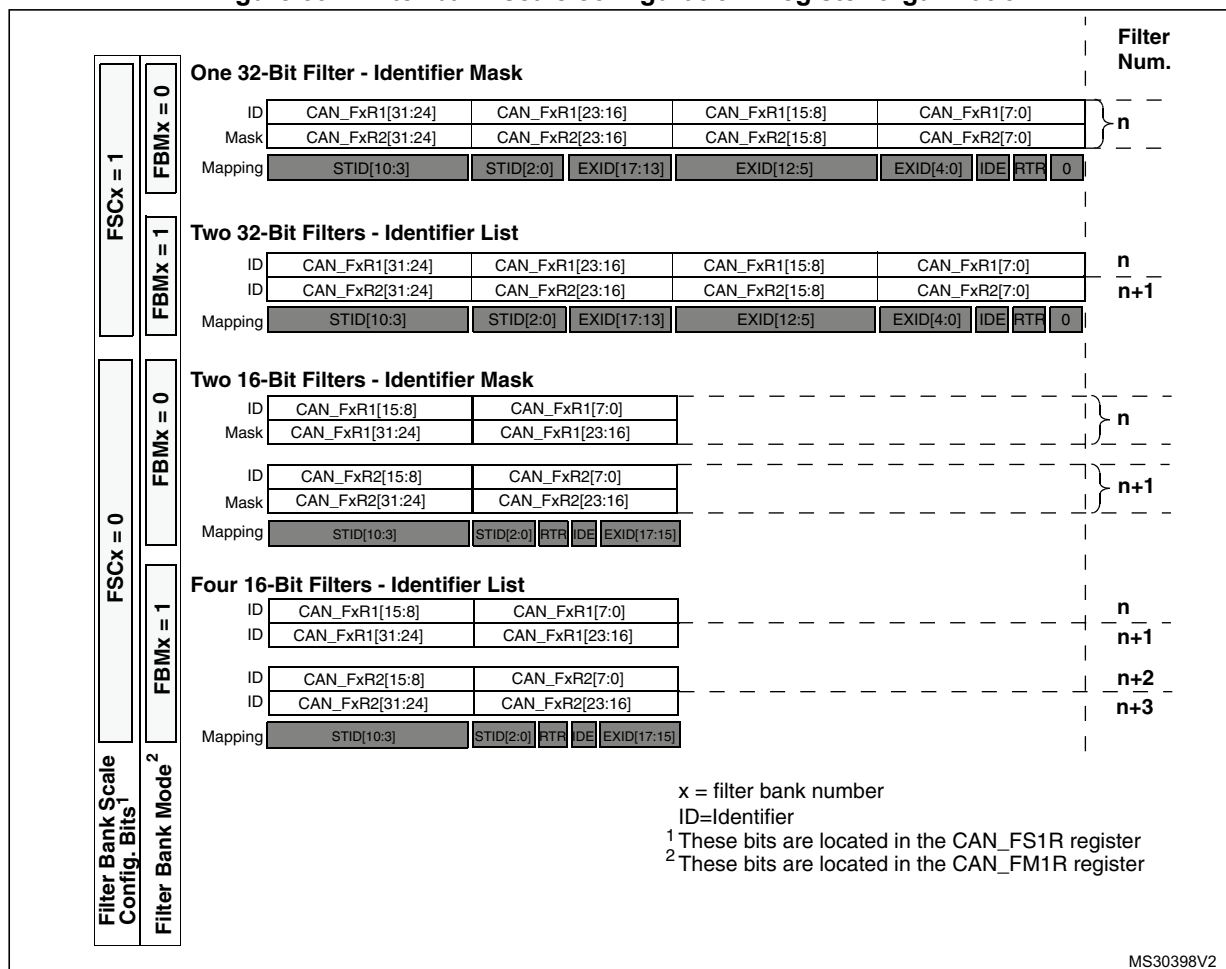 Filter
Num.
One 32-Bit Filter - Identifier Mask
ID CAN_FxR1[31:24] CAN_FxR1[23:16] CAN_FxR1[15:8] CAN_FxR1[7:0]
n
Mask CAN_FxR2[31:24] CAN_FxR2[23:16] CAN_FxR2[15:8] CAN_FxR2[7:0]
Mapping STID[10:3] STID[2:0] EXID[17:13] EXID[12:5] EXID[4:0] IDE RTR 0
FBMx = 0
FSCx = 1
Two 32-Bit Filters - Identifier List
ID CAN_FxR1[31:24] CAN_FxR1[23:16] CAN_FxR1[15:8] CAN_FxR1[7:0] n
ID CAN_FxR2[31:24] CAN_FxR2[23:16] CAN_FxR2[15:8] CAN_FxR2[7:0] n+1
Mapping STID[10:3] STID[2:0] EXID[17:13] EXID[12:5] EXID[4:0] IDE RTR 0
FBMx = 1
Two 16-Bit Filters - Identifier Mask
ID CAN_FxR1[15:8] CAN_FxR1[7:0]
n
Mask CAN_FxR1[31:24] CAN_FxR1[23:16]
ID CAN_FxR2[15:8] CAN_FxR2[7:0]
n+1
Mask CAN_FxR2[31:24] CAN_FxR2[23:16]
Mapping STID[10:3] STID[2:0] RTR IDE EXID[17:15]
FBMx = 0
FSCx = 0
Four 16-Bit Filters - Identifier List
ID CAN_FxR1[15:8] CAN_FxR1[7:0] n
ID CAN_FxR1[31:24] CAN_FxR1[23:16] n+1
ID CAN_FxR2[15:8] CAN_FxR2[7:0] n+2
ID CAN_FxR2[31:24] CAN_FxR2[23:16] n+3
Mapping STID[10:3] STID[2:0] RTR IDE EXID[17:15]
FBMx = 1
Filter Bank Scale
Config. Bits1
Filter Bank Mode2
x = filter bank number
ID=Identifier
1 These bits are located in the CAN_FS1R register
2 These bits are located in the CAN_FM1R register
MS30398V2